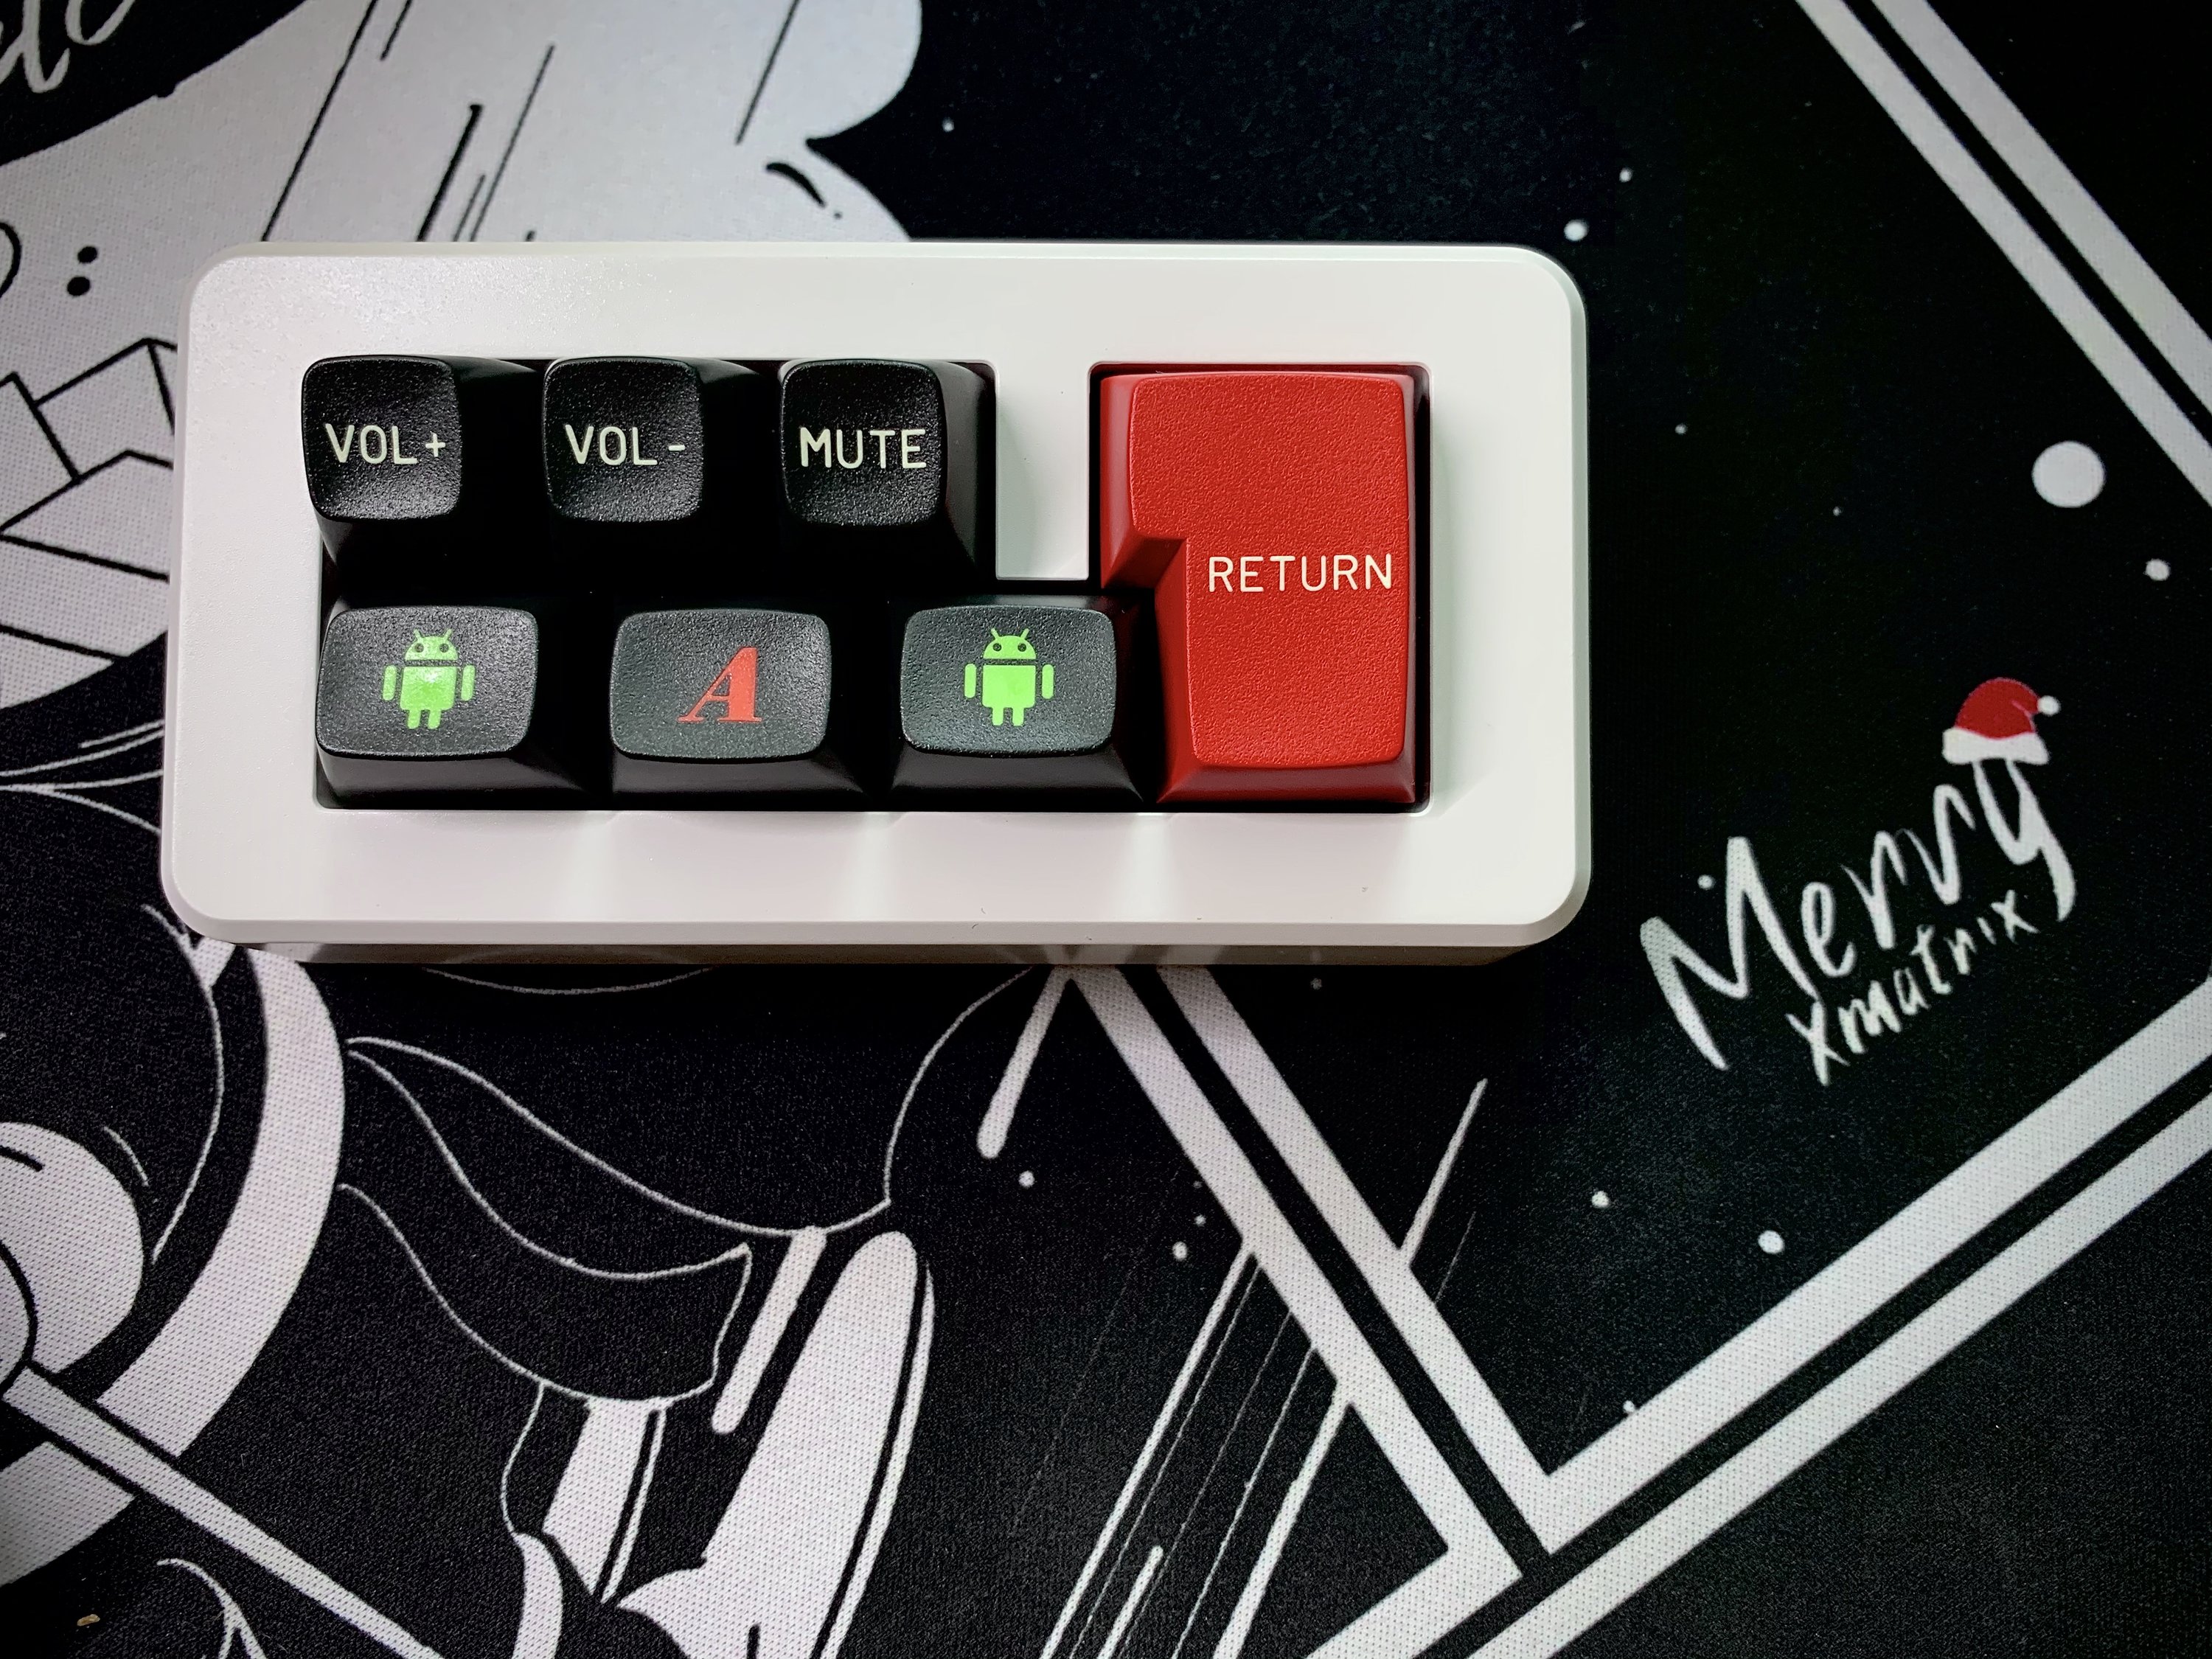 VOL+ VOL- MUTE
RETURN
A
Merry
xmatrix